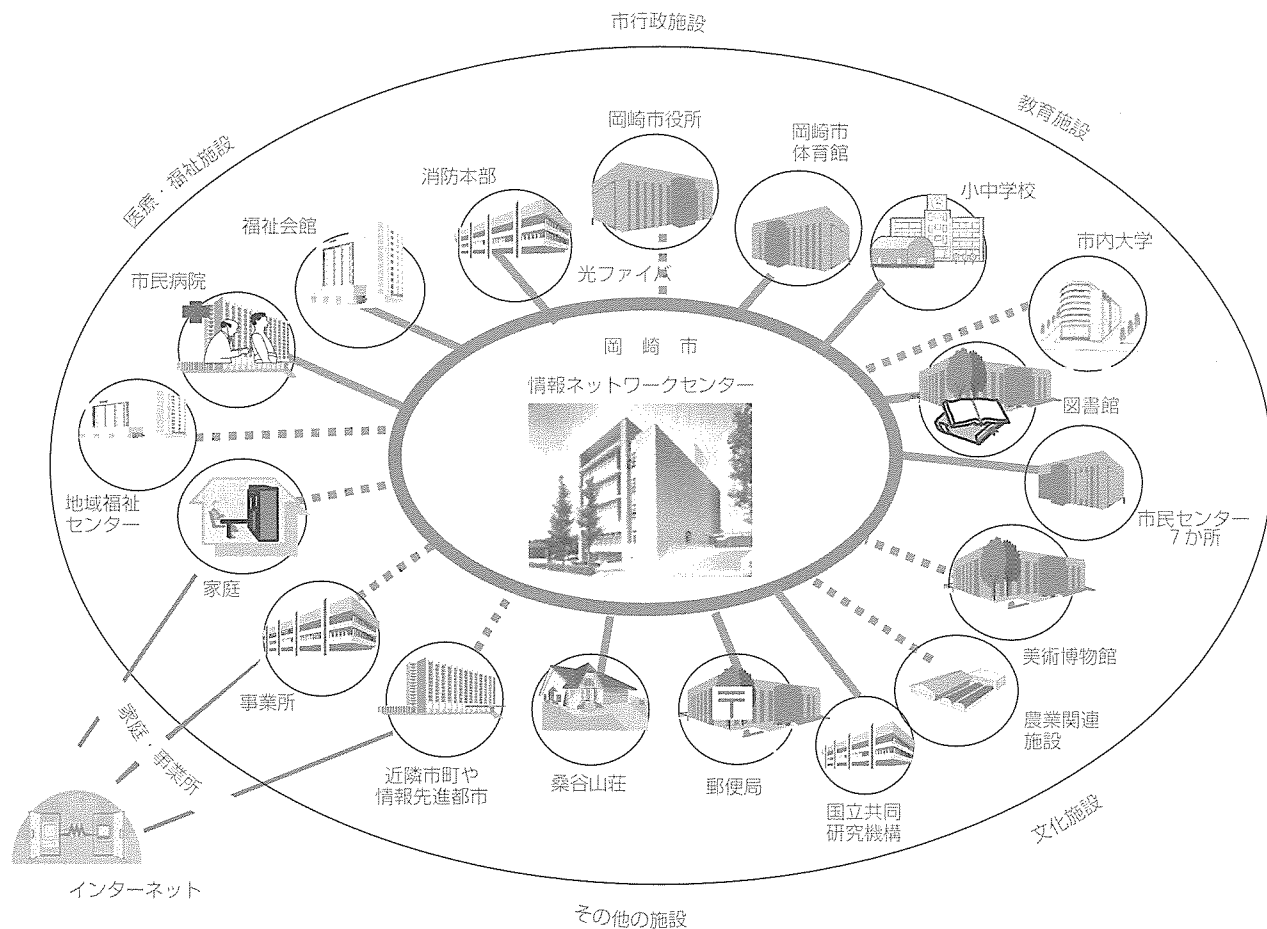 市行政施設
教育施設
医療・福祉施設
岡崎市役所
岡崎市
体育館
消防本部
小中学校
福祉会館
市内大学
市民病院
光ファイバ
岡崎市
情報ネットワークセンター
図書館
地域福祉
センター
市民センター
7か所
家庭
美術博物館
事業所
農業関連
施設
家庭・事業所
近隣市町や
情報先進都市
桑谷山荘
郵便局
〒
国立共同
研究機構
文化施設
インターネット
その他の施設